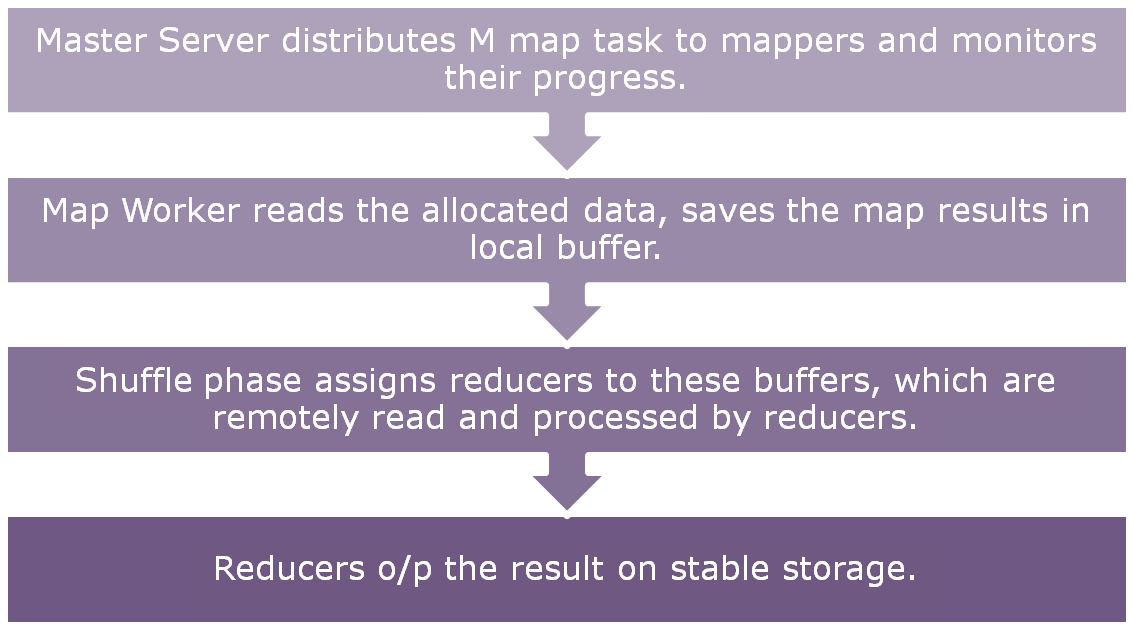 Master Server distributes M map task to mappers and monitors
their progress.
Map Worker reads the allocated data, saves the map results in
local buffer.
Shuffle phase assigns reducers to these buffers, which are
remotely read and processed by reducers.
Reducers o/p the result on stable storage.